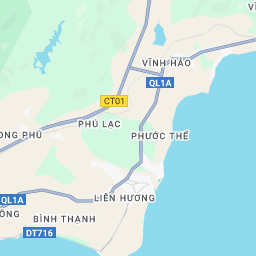 VĨNH HẢO
QL1A
CT01
PHÚ LẠC
PHƯỚC THỂ
ONG PHÚ
QL1A
LIÊN HƯƠNG
ÔNG
BÌNH THẠNH
DT716